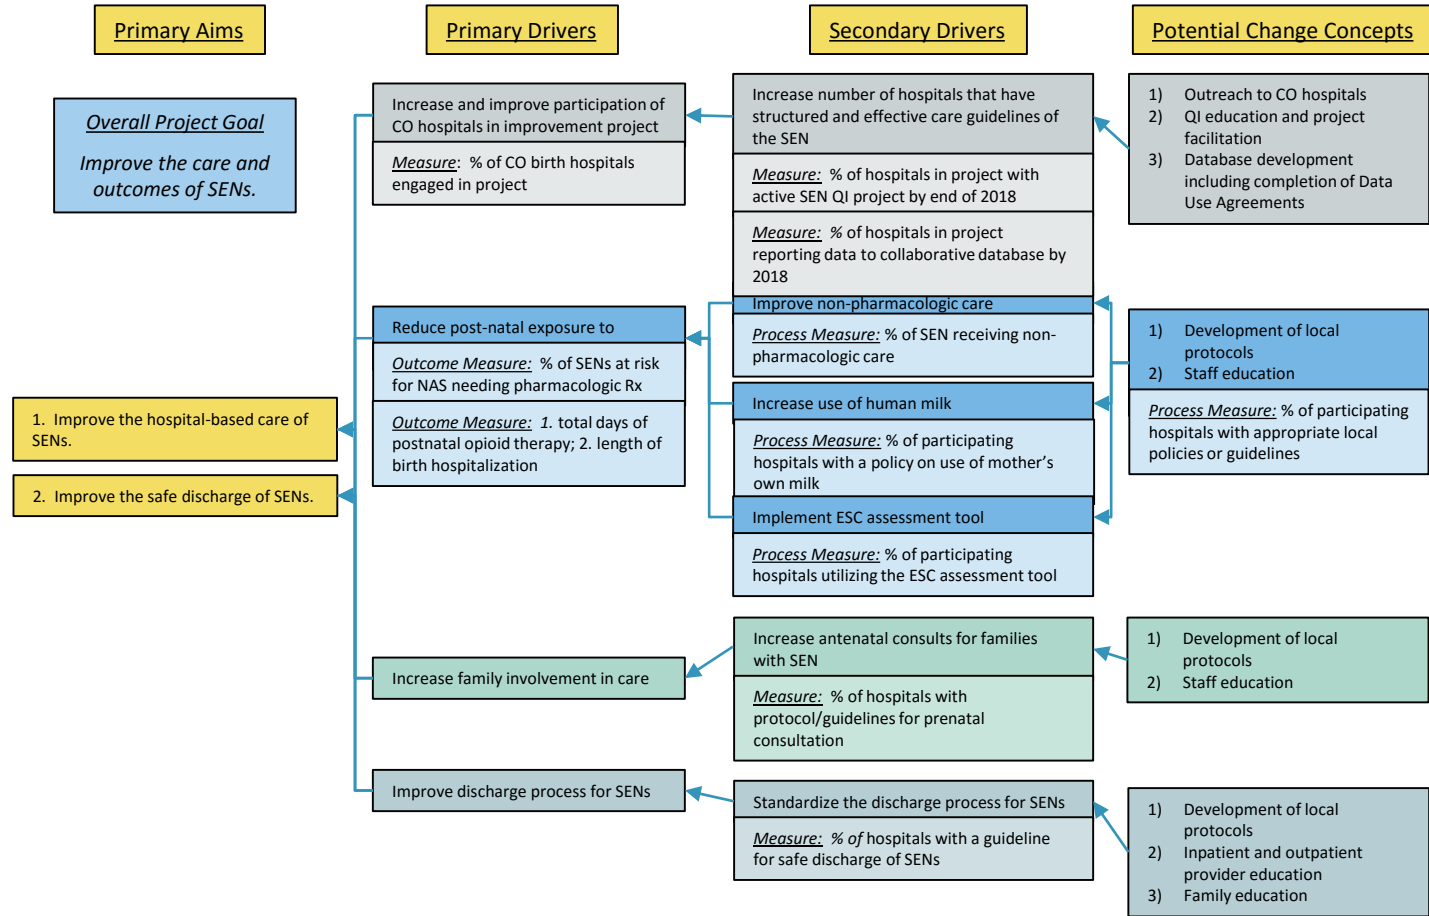 Primary Aims
Primary Drivers
Secondary Drivers
Potential Change Concepts
Overall Project Goal
Improve the care and
outcomes of SENs.
1. Improve the hospital-based care of
SENs.
2. Improve the safe discharge of SENs.
Increase and improve participation of
CO hospitals in improvement project
Measure: % of CO birth hospitals
engaged in project
Reduce post-natal exposure to
Outcome Measure: % of SENs at risk
for NAS needing pharmacologic Rx
Outcome Measure: 1. total days of
postnatal opioid therapy; 2. length of
birth hospitalization
Increase family involvement in care
Improve discharge process for SENs
Increase number of hospitals that have
structured and effective care guidelines of
the SEN
Measure: % of hospitals in project with
active SEN QI project by end of 2018
Measure: % of hospitals in project
reporting data to collaborative database by
2018
Improve non-pharmacologic care
Process Measure: % of SEN receiving non-
pharmacologic care
Increase use of human milk
Process Measure: % of participating
hospitals with a policy on use of mother's
own milk
Implement ESC assessment tool
Process Measure: % of participating
hospitals utilizing the ESC assessment tool
Increase antenatal consults for families
with SEN
Measure: % of hospitals with
protocol/guidelines for prenatal
consultation
Standardize the discharge process for SENs
Measure: % of hospitals with a guideline
for safe discharge of SENs
1) Outreach to CO hospitals
2) QI education and project
facilitation
3) Database development
including completion of Data
Use Agreements
1) Development of local
protocols
2) Staff education
Process Measure: % of participating
hospitals with appropriate local
policies or guidelines
1) Development of local
protocols
2) Staff education
1) Development of local
protocols
2) Inpatient and outpatient
provider education
3) Family education